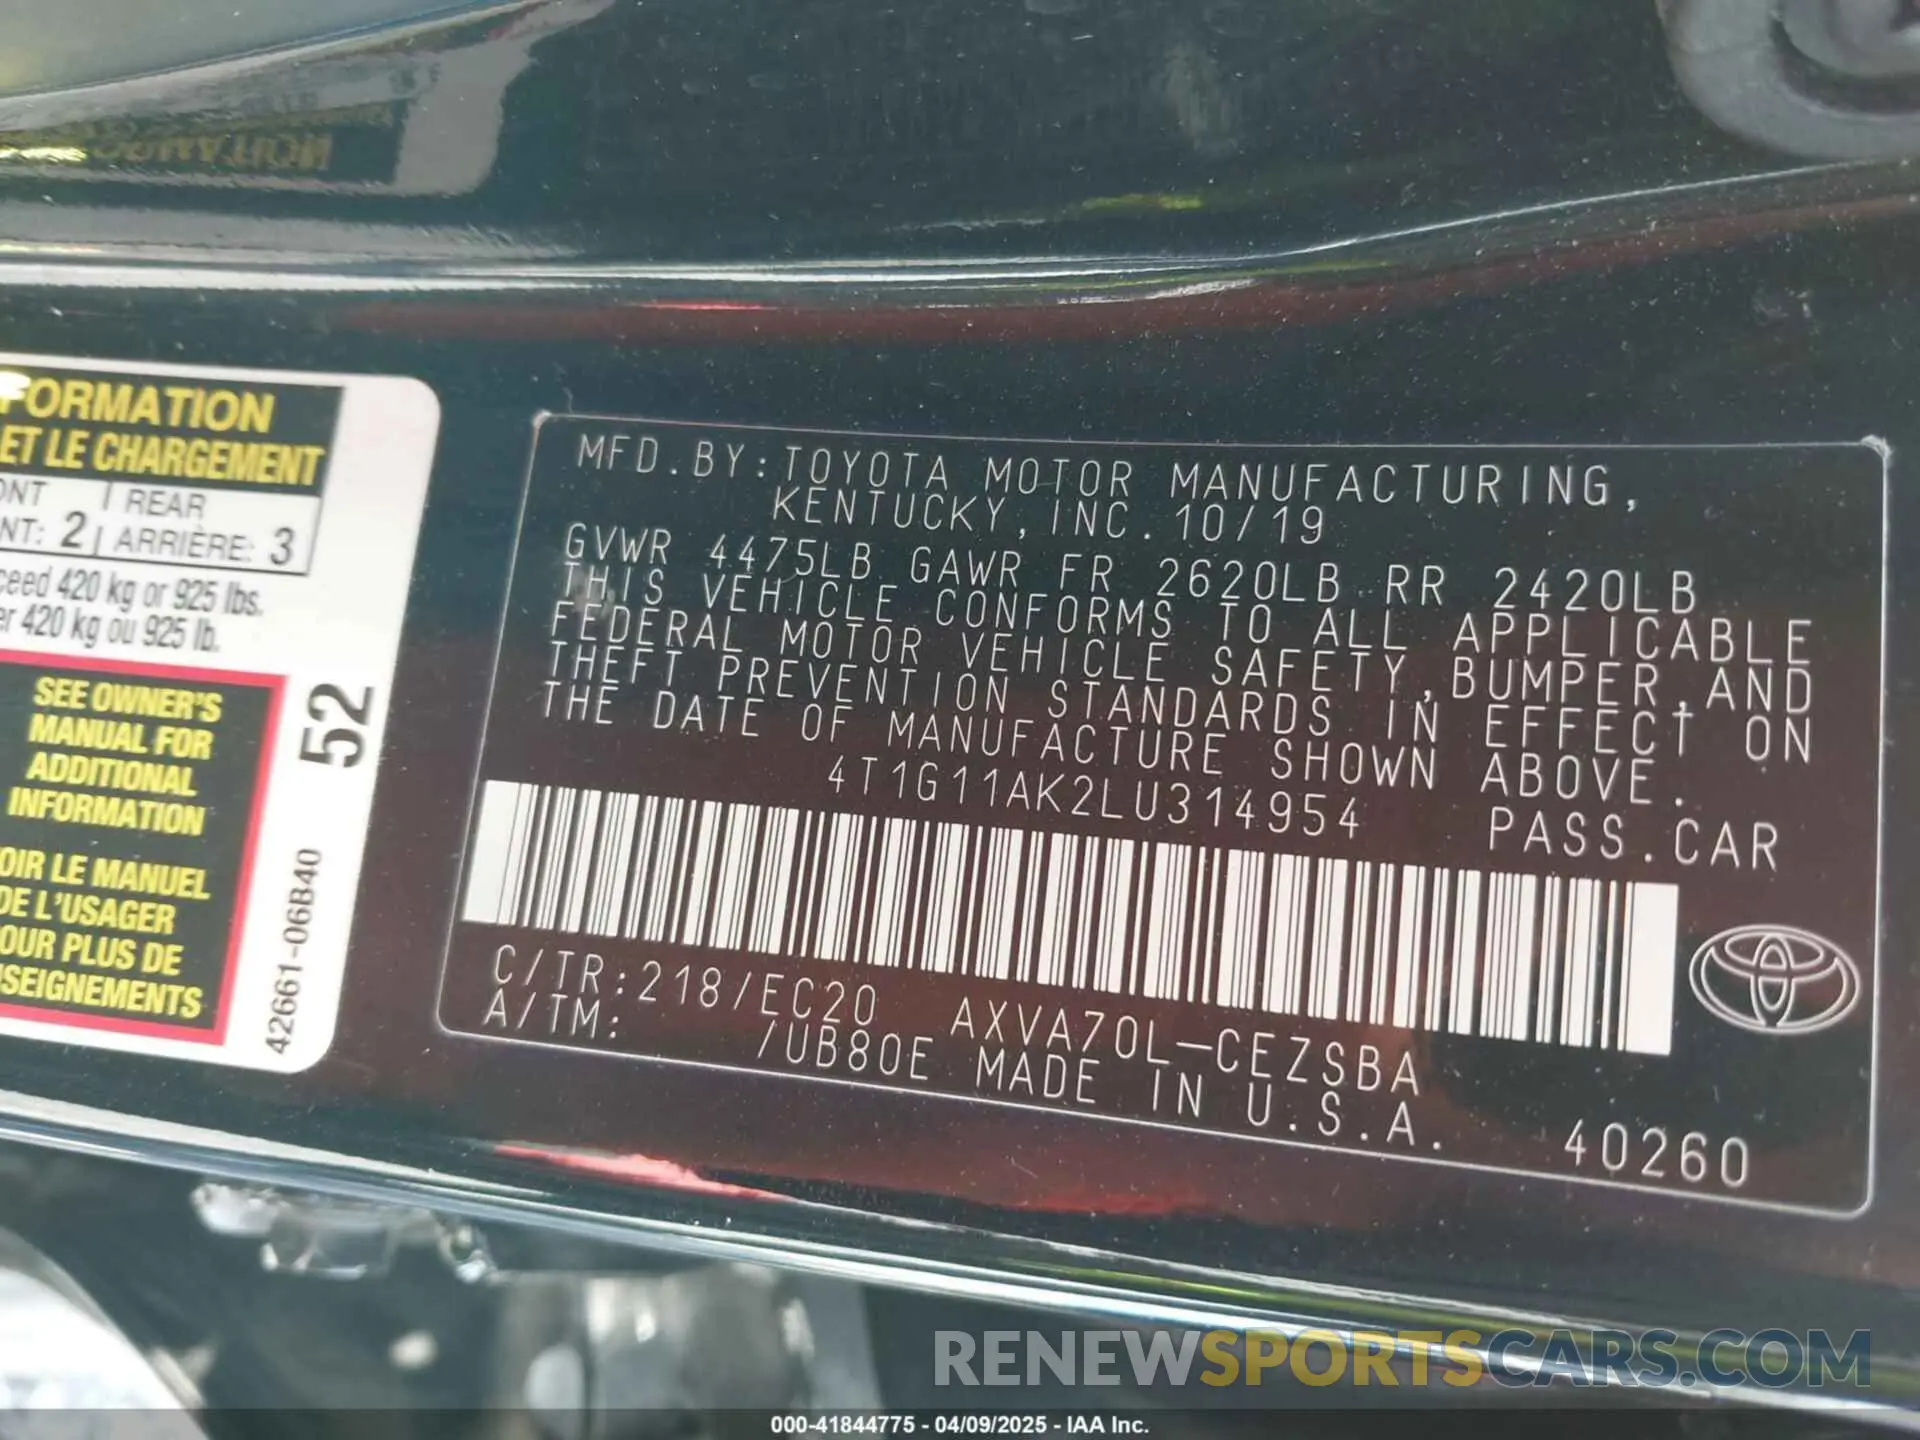 FORMATION
ET LE CHARGEMENT
REAR
2 ARRIÈRE: 3
420 kg or 925 lbs.
420 kg ou 925 lb.
SEE OWNER'S
MANUAL FOR
ADDITIONAL
INFORMATION
OIR LE MANUEL
DE L'USAGER
OUR PLUS DE
SEIGNEMENTS
52
42661-06B40
MFD.BY:TOYOTA MOTOR MANUFACTURING,
KENTUCKY,INC.10/19
GVWR 4475LB GAWR FR 2620LB RR 2420LB
THIS VEHICLE CONFORMS TO ALL APPLICABLE
FEDERAL MOTOR VEHICLE SAFETY,BUMPER,AND
THEFT PREVENTION STANDARDS IN EFFECT ON
THE DATE OF MANUFACTURE SHOWN ABOVE.
4T1G11AK2LU314954 PASS.CAR
C/TR:218/EC20 AXVA70L-CEZSBA
A/TM: /UB80E MADE IN U.S.A.
40260
RENEWSPORTSCARS.COM
000-41844775 - 04/09/2025 - IAA Inc.